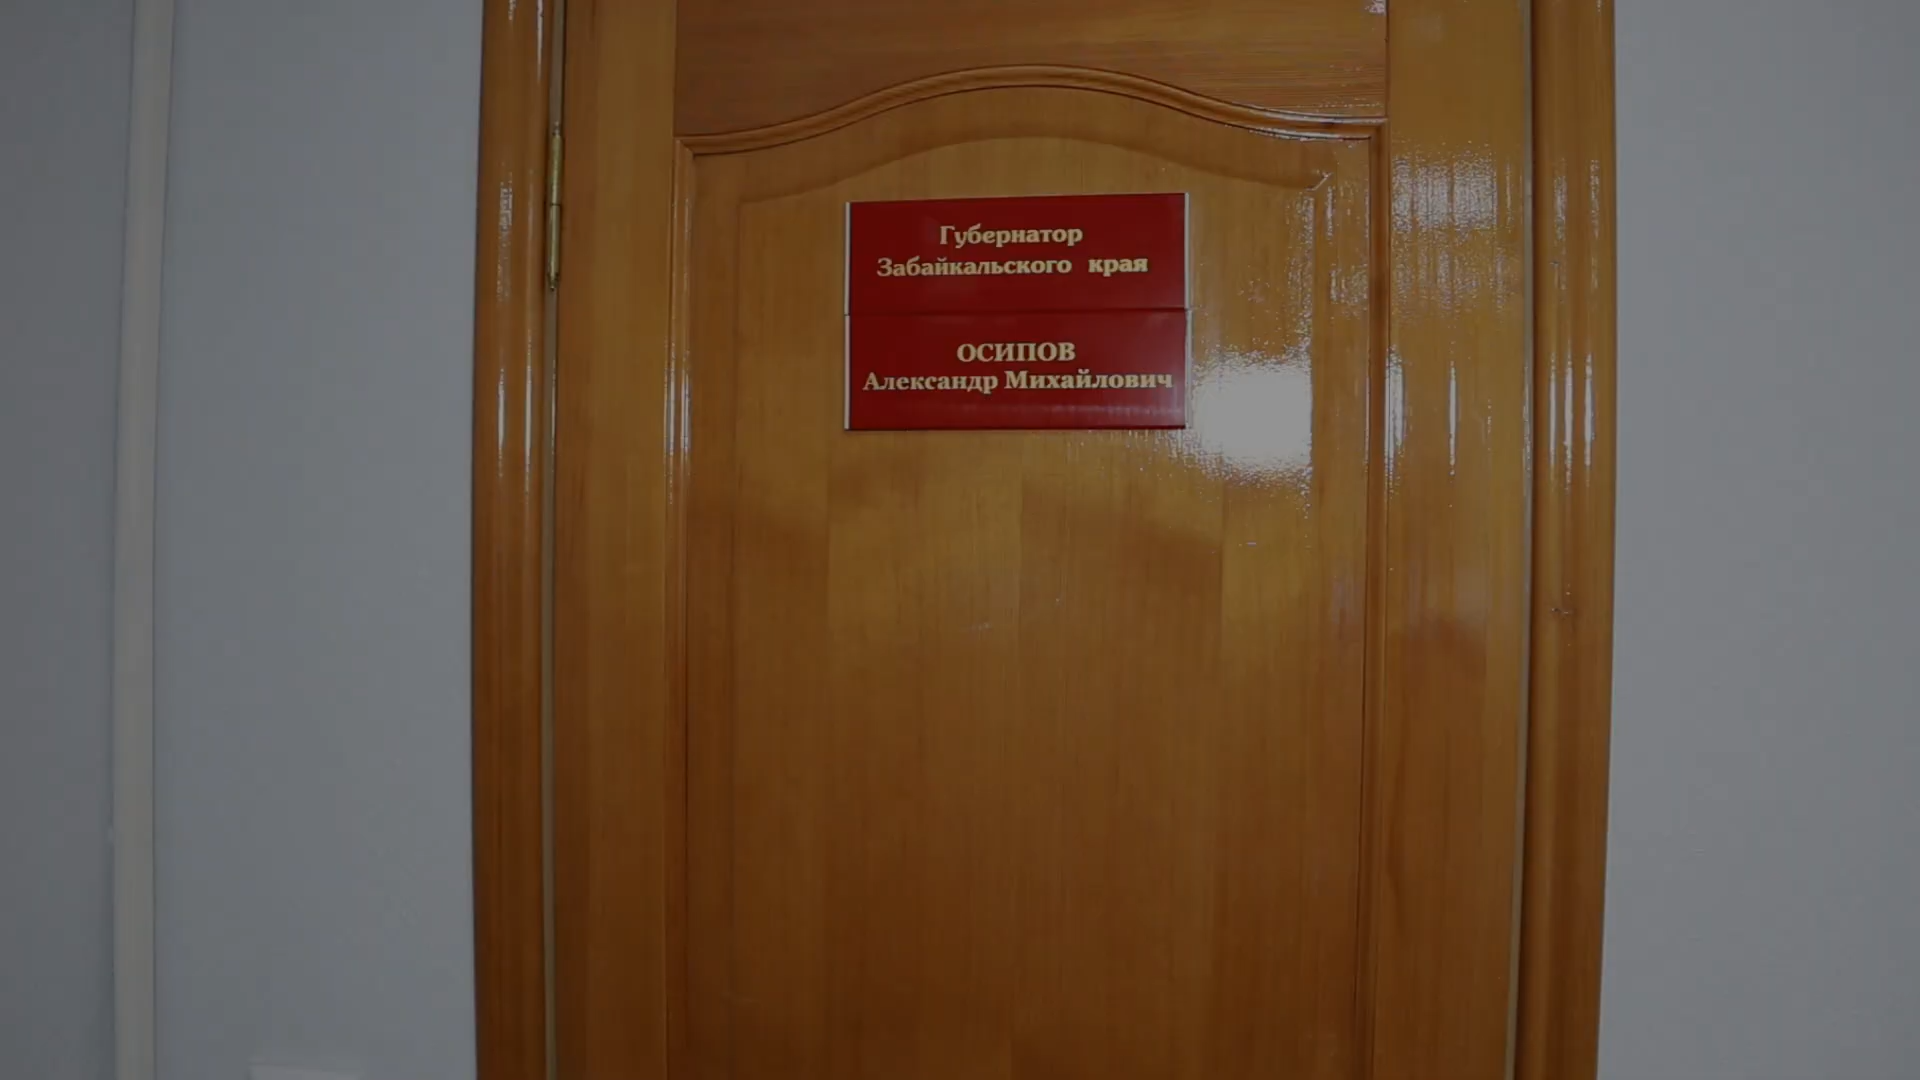 Губернатор
Забайкальского края
ОСИПОВ
Александр Михайлович